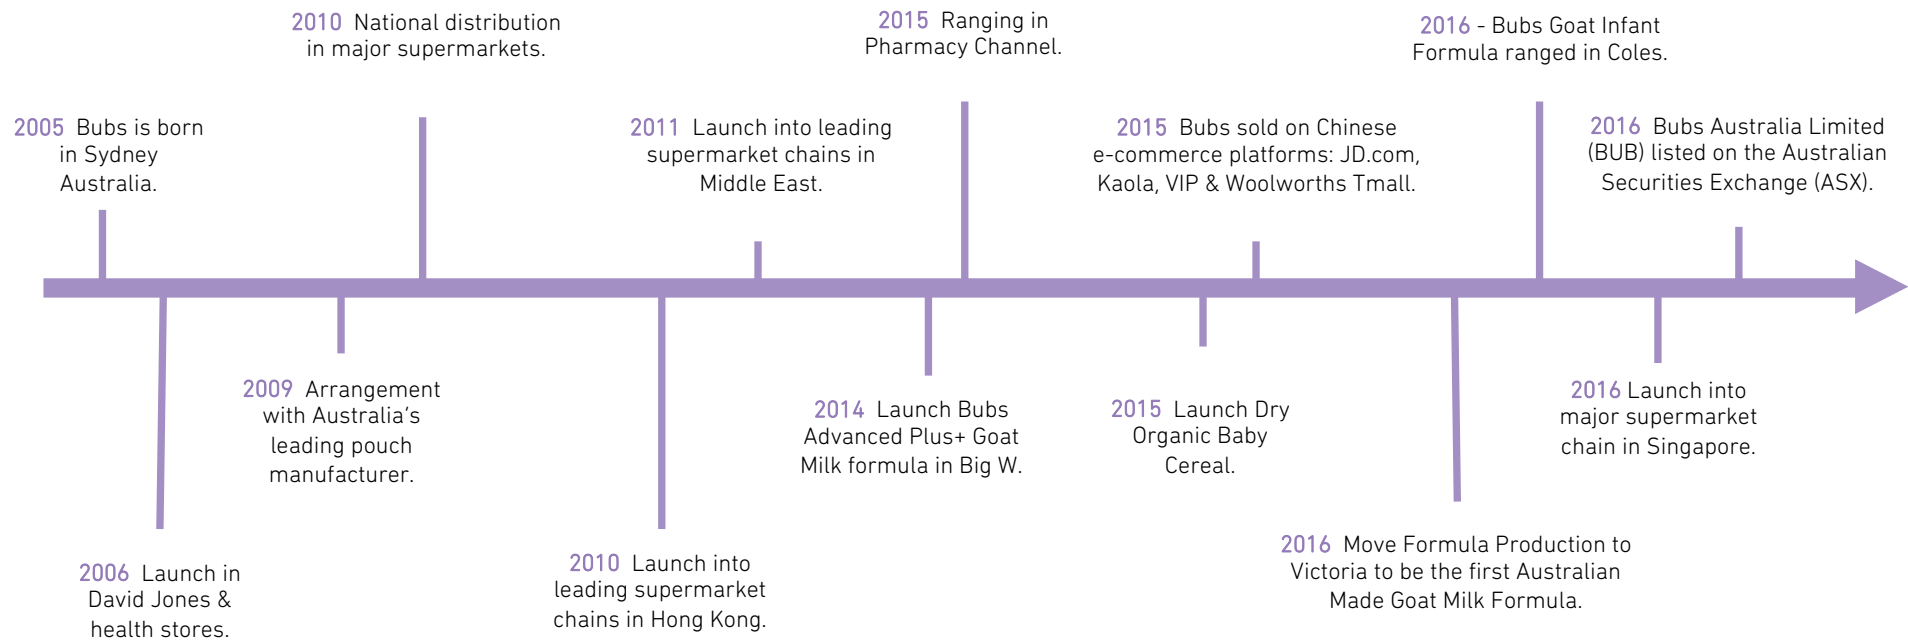 2005 Bubs is born
in Sydney
Australia.
2006 Launch in
David Jones &
health stores.
2009 Arrangement
with Australia’s
leading pouch
manufacturer.
2010 National distribution
in major supermarkets.
2010 Launch into
leading supermarket
chains in Hong Kong.
2011 Launch into leading
supermarket chains in
Middle East.
2014 Launch Bubs
Advanced Plus+ Goat
Milk formula in Big W.
2015 Ranging in
Pharmacy Channel.
2015 Launch Dry
Organic Baby
Cereal.
2015 Bubs sold on Chinese
e-commerce platforms: JD.com,
Kaola, VIP & Woolworths Tmall.
2016 Move Formula Production to
Victoria to be the first Australian
Made Goat Milk Formula.
2016 - Bubs Goat Infant
Formula ranged in Coles.
2016 Launch into
major supermarket
chain in Singapore.
2016 Bubs Australia Limited
(BUB) listed on the Australian
Securities Exchange (ASX).